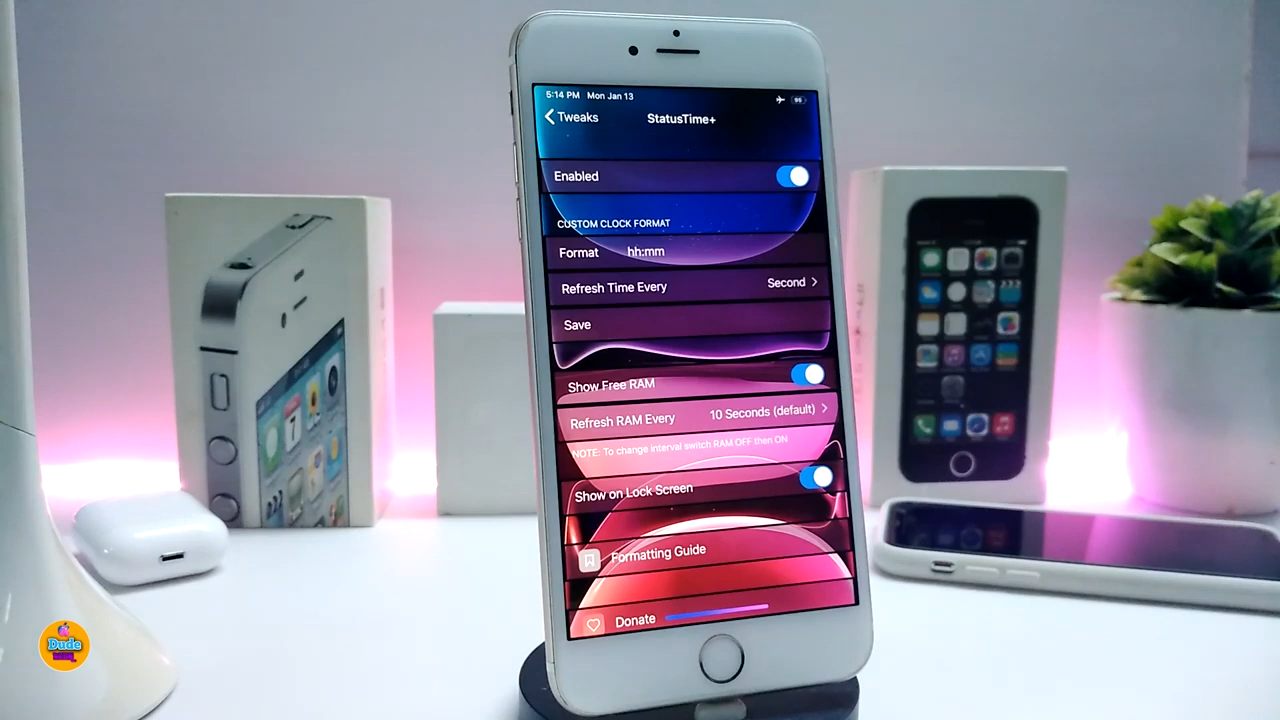 5:14 PM Mon Jan 13 95
Tweaks StatusTime+
Enabled
CUSTOM CLOCK FORMAT
Format hh:mm
Refresh Time Every Second
Save
Show Free RAM
Refresh RAM Every 10 Seconds (default)
NOTE: To change interval switch RAM OFF then ON
Show on Lock Screen
Formatting Guide
Donate
7
Dude